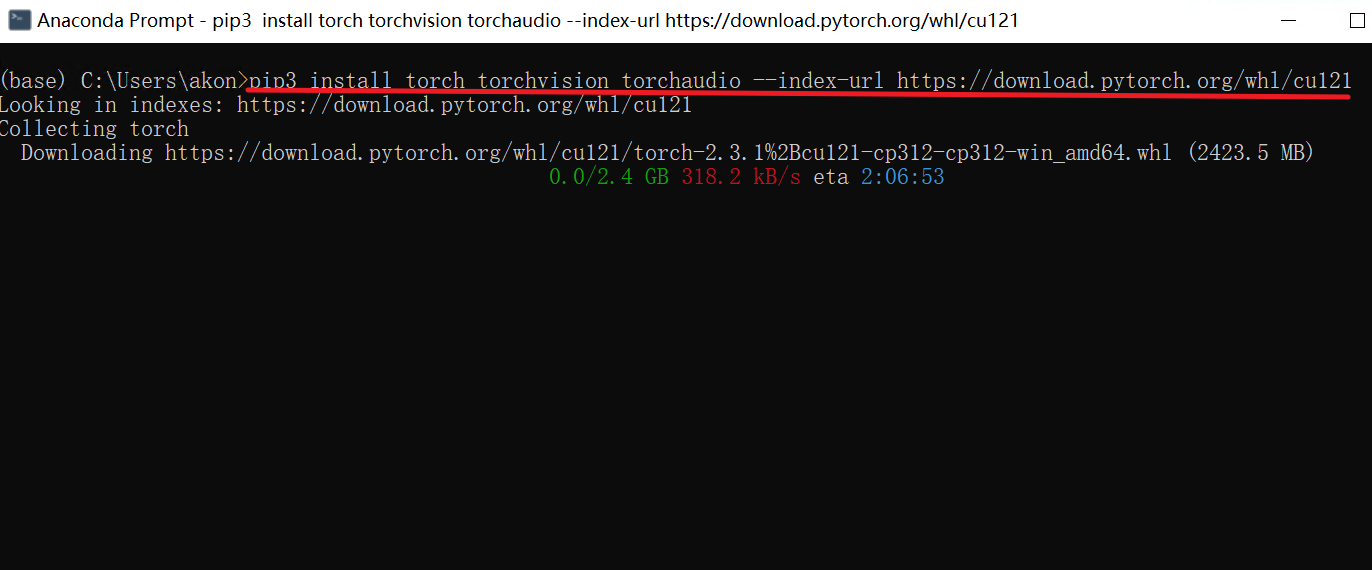 Anaconda Prompt - pip3  install torch torchvision torchaudio --index-url https://download.pytorch.org/whl/cu121
(base) C:\Users\akon>pip3 install torch torchvision torchaudio --index-url https://download.pytorch.org/whl/cu121
Looking in indexes: https://download.pytorch.org/whl/cu121
Collecting torch
  Downloading https://download.pytorch.org/whl/cu121/torch-2.3.1%2Bcu121-cp312-cp312-win_amd64.whl (2423.5 MB)
0.0/2.4 GB 318.2 kB/s eta 2:06:53